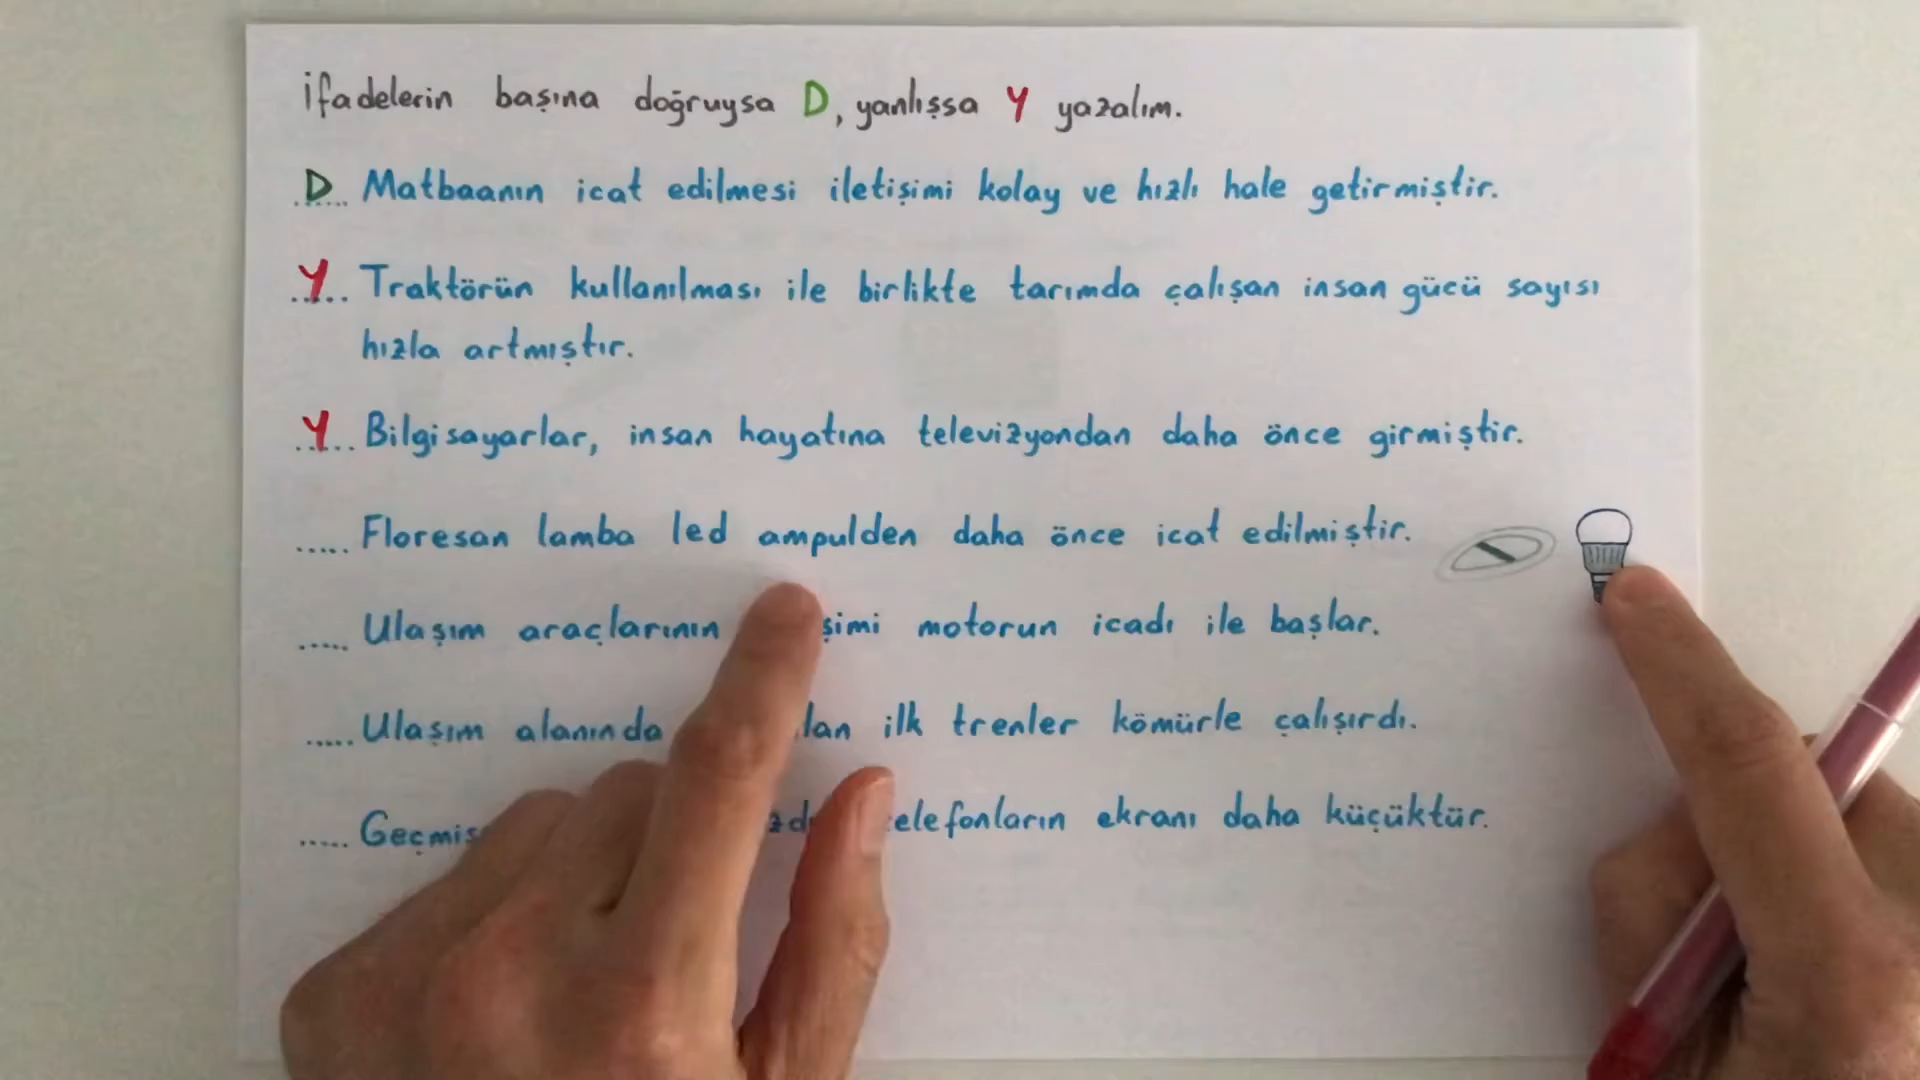 İfadelerin başına doğruysa D, yanlışsa Y yazalım.
D..... Matbaanın icat edilmesi iletişimi kolay ve hızlı hale getirmiştir.
Y..... Traktörün kullanılması ile birlikte tarımda çalışan insan gücü sayısı
hızla artmıştır.
Y..... Bilgisayarlar, insan hayatına televizyondan daha önce girmiştir.
..... Floresan lamba led ampulden daha önce icat edilmiştir.
..... Ulaşım araçlarının şimi motorun icadı ile başlar.
..... Ulaşım alanında lan ilk trenler kömürle çalışırdı.
..... Geçmiş elefonların ekranı daha küçüktür.